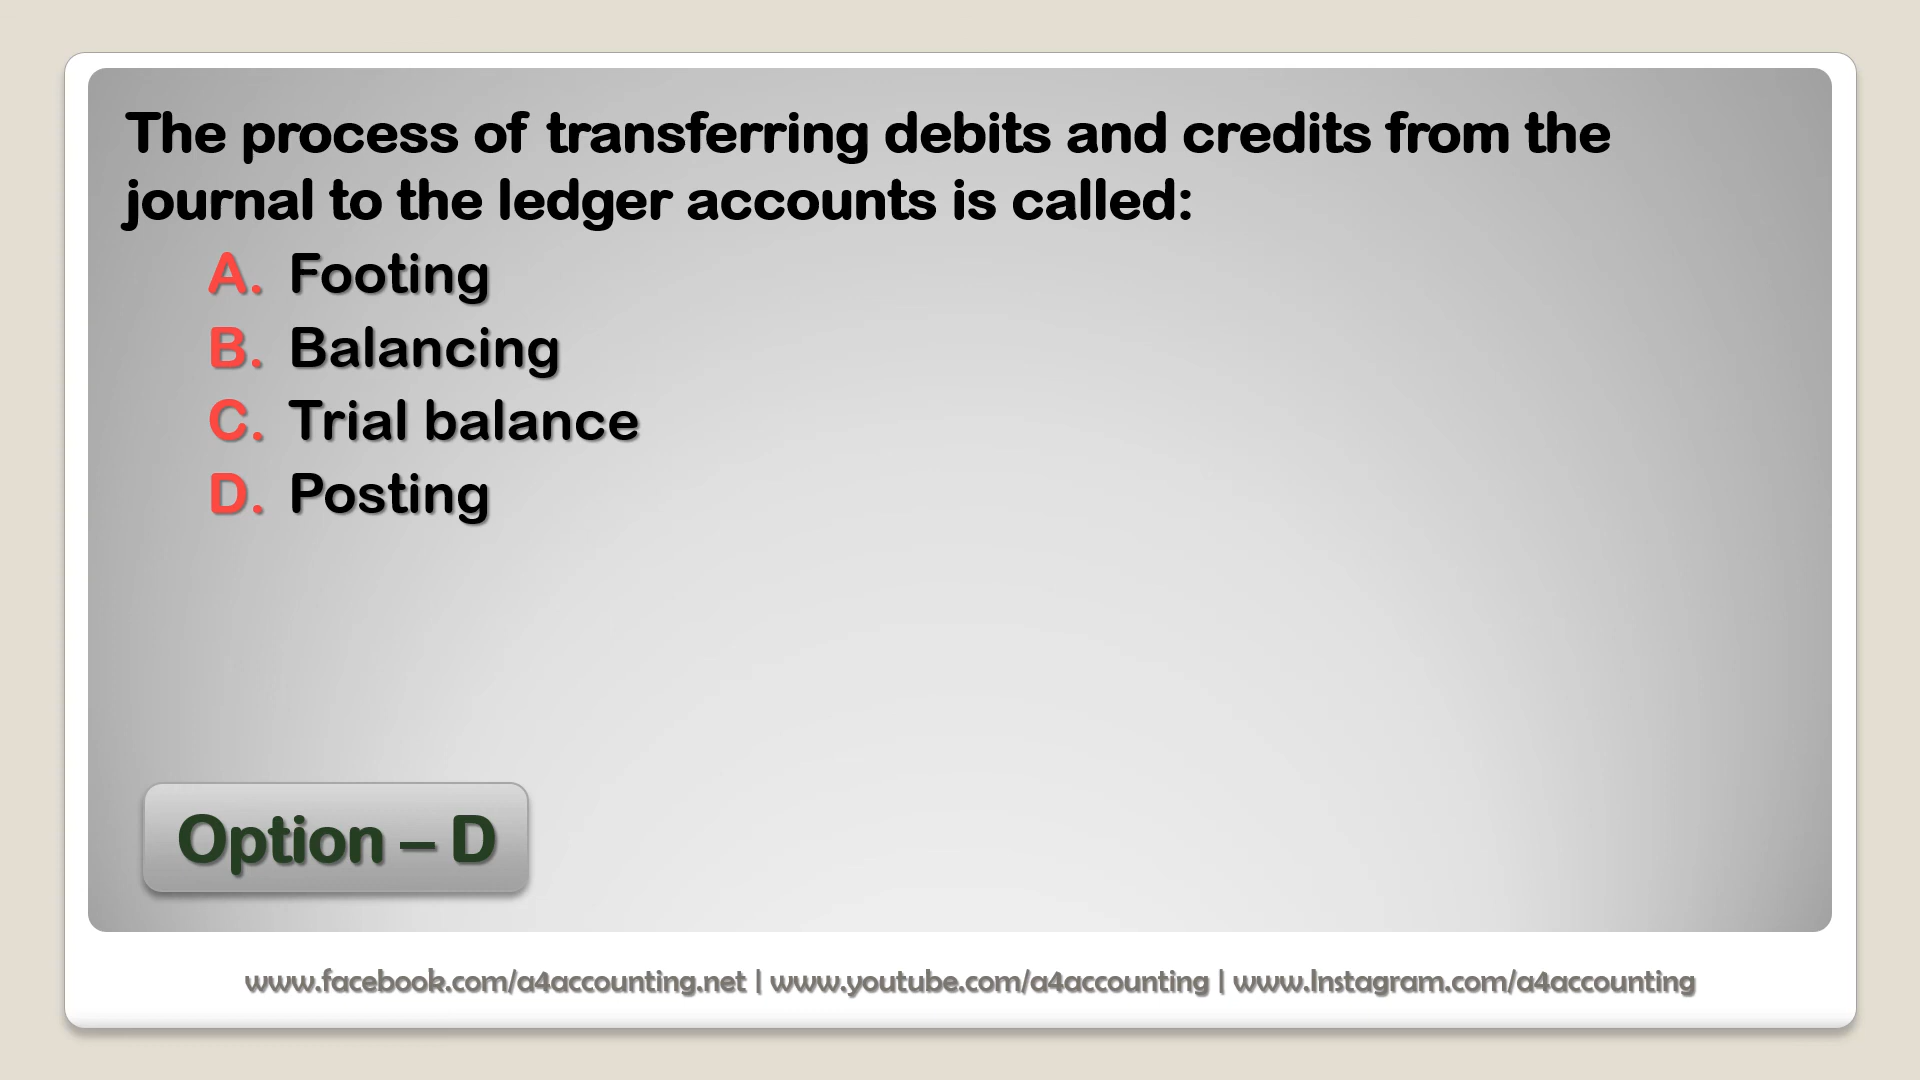 The process of transferring debits and credits from the
journal to the ledger accounts is called:
A. Footing
B. Balancing
C. Trial balance
D. Posting
Option – D
www.facebook.com/a4accounting.net | www.youtube.com/a4accounting | www.Instagram.com/a4accounting